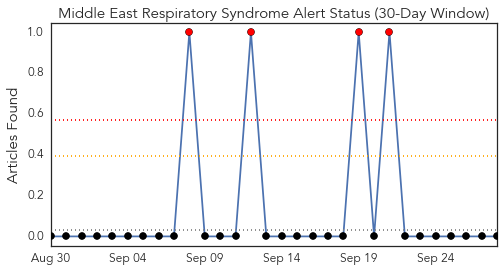 Middle East Respiratory Syndrome Alert Status (30-Day Window)
Articles Found
1.0
0.8
0.6
0.4
0.2
0.0
Aug 30 Sep 04 Sep 09 Sep 14 Sep 19 Sep 24